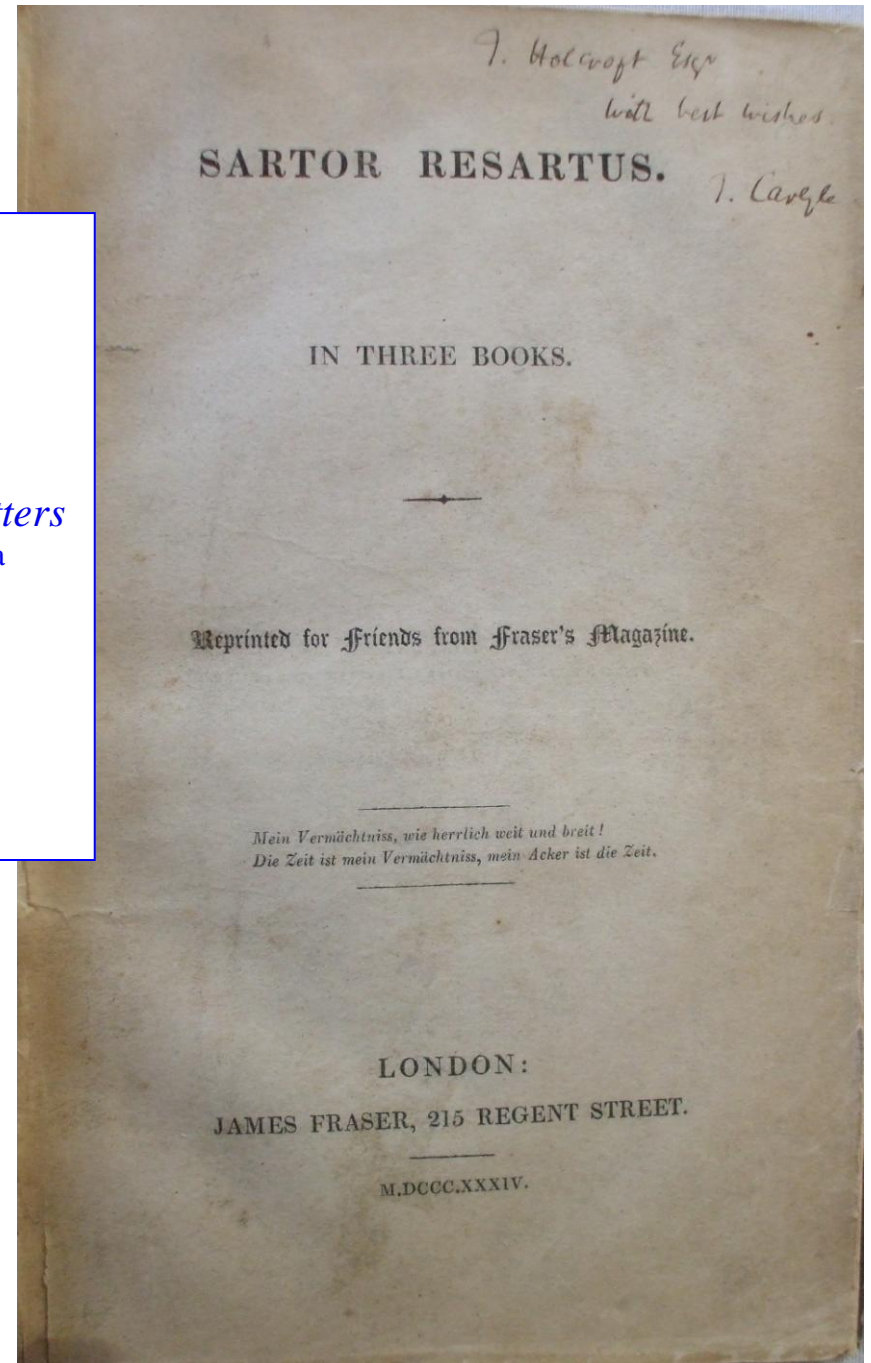 T. Holcroft Esqr
with best wishes.
T. Carlyle
SARTOR RESARTUS.
IN THREE BOOKS.
Reprinted for Friends from Fraser's Magazine.
Mein Vermächtniss, wie herrlich weit und breit!
Die Zeit ist mein Vermächtniss, mein Acker ist die Zeit.
LONDON:
JAMES FRASER, 215 REGENT STREET.
M.DCCC.XXXIV.